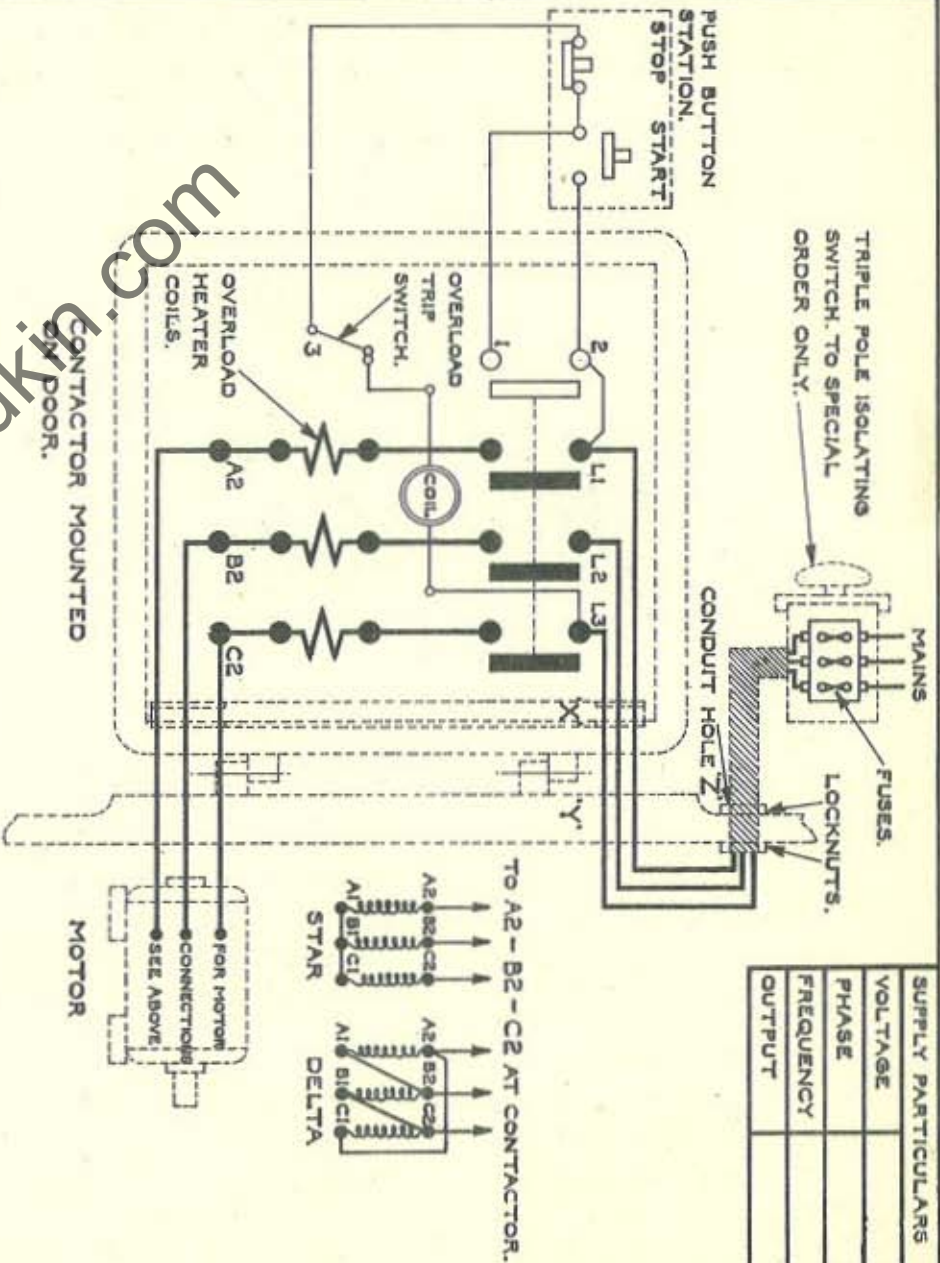 SUPPLY PARTICULARS
VOLTAGE
PHASE
FREQUENCY
OUTPUT
MAINS
FUSES.
LOCKNUTS.
TRIPLE POLE ISOLATING
SWITCH. TO SPECIAL
ORDER ONLY.
CONDUIT HOLE 'Z'
PUSH BUTTON
STATION.
STOP START
2
1
L1
L2
L3
OVERLOAD
TRIP
SWITCH.
3
COIL
OVERLOAD
HEATER
COILS.
A2
B2
C2
'X'
'Y'
CONTACTOR MOUNTED
ON DOOR.
TO A2 - B2 - C2 AT CONTACTOR.
A2 B2 C2
A1 B1 C1
STAR
A2 B2 C2
A1 B1 C1
DELTA
FOR MOTOR
CONNECTIONS
SEE ABOVE
MOTOR
akin.com